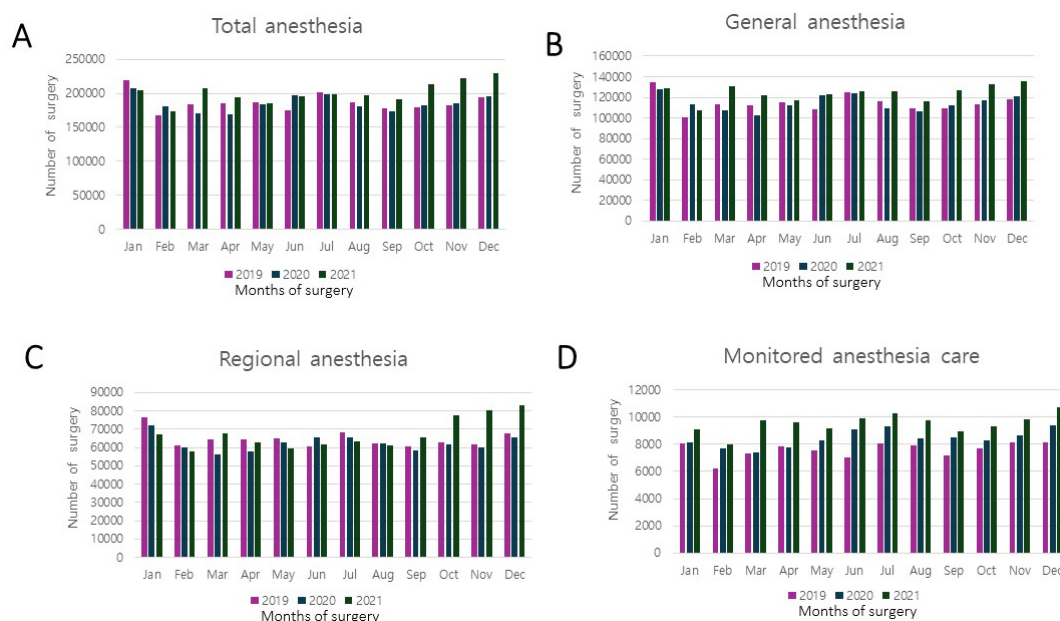 A
Total anesthesia
Number of surgery
250000
200000
150000
100000
50000
0
Jan Feb Mar Apr May Jun Jul Aug Sep Oct Nov Dec
2019 2020 2021
Months of surgery
B
General anesthesia
Number of surgery
160000
140000
120000
100000
80000
60000
40000
20000
0
Jan Feb Mar Apr May Jun Jul Aug Sep Oct Nov Dec
2019 2020 2021
Months of surgery
C
Regional anesthesia
Number of surgery
90000
80000
70000
60000
50000
40000
30000
20000
10000
0
Jan Feb Mar Apr May Jun Jul Aug Sep Oct Nov Dec
2019 2020 2021
Months of surgery
D
Monitored anesthesia care
Number of surgery
12000
10000
8000
6000
4000
2000
0
Jan Feb Mar Apr May Jun Jul Aug Sep Oct Nov Dec
2019 2020 2021
Months of surgery